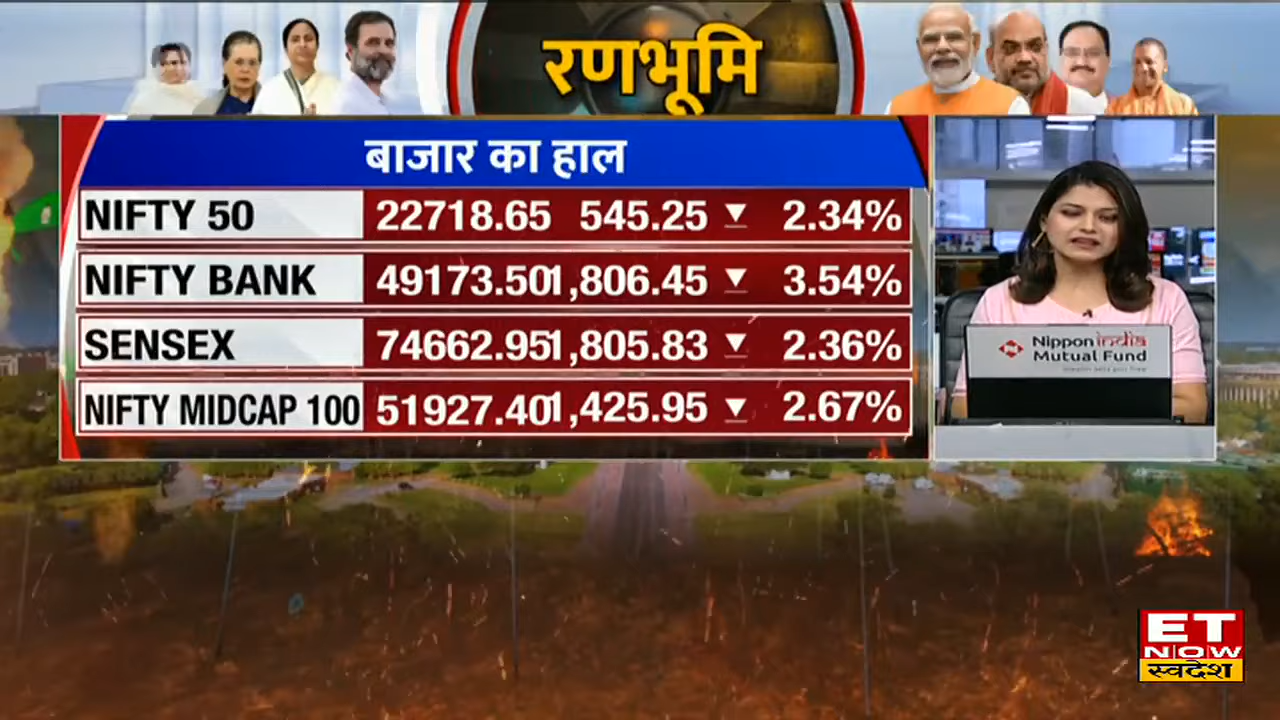 रणभूमि
बाजार का हाल
NIFTY 50 22718.65 545.25 ▼ 2.34%
NIFTY BANK 49173.50 1,806.45 ▼ 3.54%
SENSEX 74662.95 1,805.83 ▼ 2.36%
NIFTY MIDCAP 100 51927.40 1,425.95 ▼ 2.67%
Nippon india
Mutual Fund
ET
NOW
स्वदेश